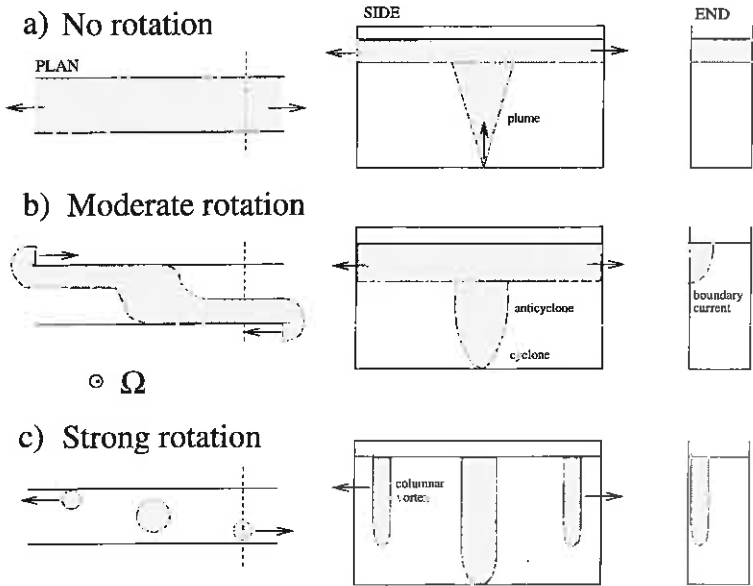 a) No rotation
SIDE
END
PLAN
plume
b) Moderate rotation
anticyclone
cyclone
boundary
current
Ω
c) Strong rotation
columnar
vortex